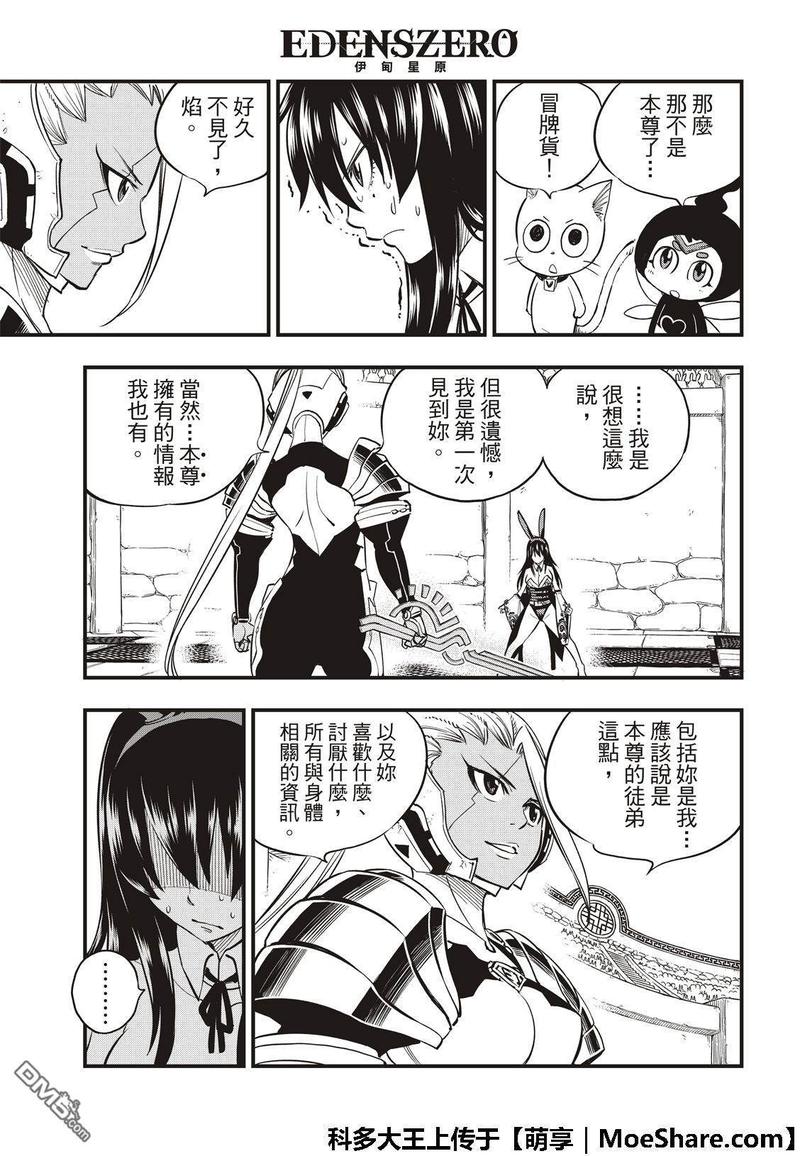 EDENSZERO
伊甸星原
那麼
那不是
本尊了…
冒牌貨！
好久
不見了，
焰。
……我是
很想這麼
說，
但很遺憾，
我是第一次
見到妳。
當然…本尊
擁有的情報
我也有。
包括妳是我…
應該說是
本尊的徒弟
這點，
以及妳
喜歡什麼、
討厭什麼，
所有與身體
相關的資訊。
……
DM5.com
科多大王上传于【萌享｜MoeShare.com】